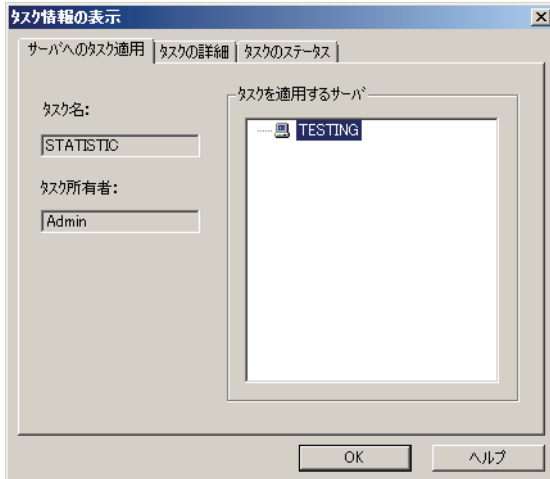 タスク情報の表示
サーバへのタスク適用 タスクの詳細 タスクのステータス
タスク名:
STATISTIC
タスク所有者:
Admin
タスクを適用するサーバ
TESTING
OK ヘルプ